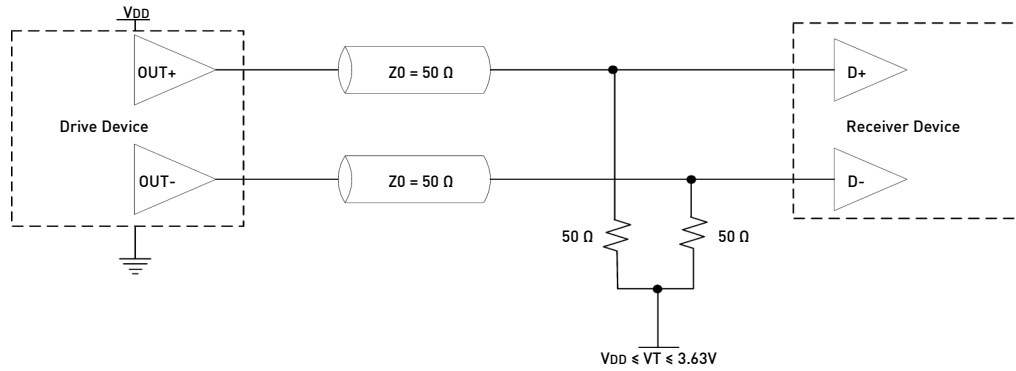 VDD
OUT+
Z0 = 50 Ω
D+
Drive Device
Receiver Device
OUT-
Z0 = 50 Ω
D-
50 Ω
50 Ω
VDD ≤ VT ≤ 3.63V